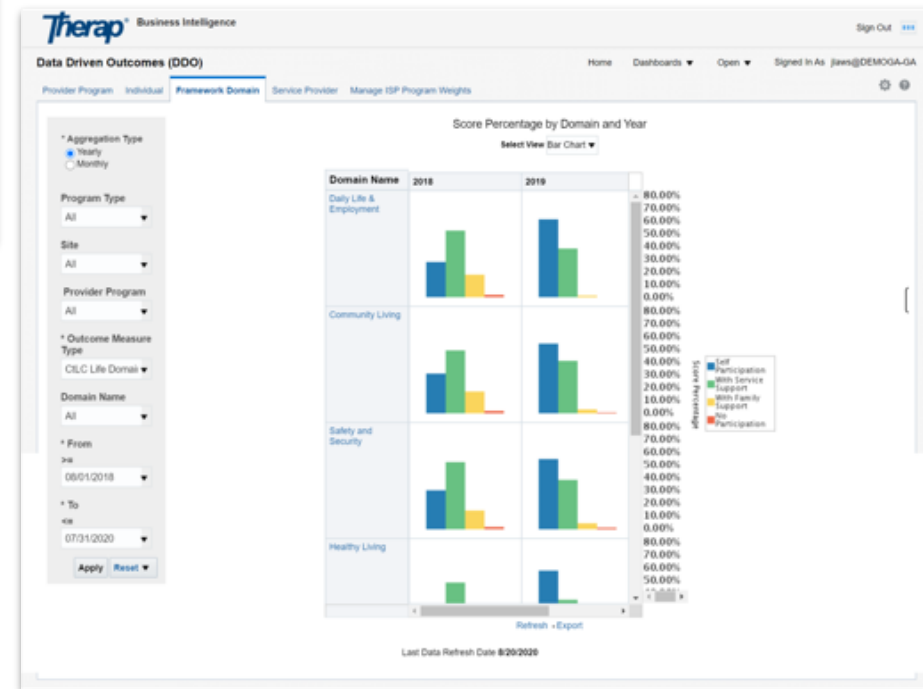 Therap® Business Intelligence
Sign Out
Data Driven Outcomes (DDO)
Home Dashboards Open Signed In As jlaws@DEMOGA-GA
Provider Program Individual Framework Domain Service Provider Manage ISP Program Weights
* Aggregation Type
Yearly
Monthly
Program Type
All
Site
All
Provider Program
All
* Outcome Measure
Type
CtLC Life Domai
Domain Name
All
* From
>=
08/01/2018
* To
<=
07/31/2020
Apply Reset
Score Percentage by Domain and Year
Select View Bar Chart
Domain Name 2018 2019
Daily Life &
Employment
80.00%
70.00%
60.00%
50.00%
40.00%
30.00%
20.00%
10.00%
0.00%
Community Living
80.00%
70.00%
60.00%
50.00%
40.00%
30.00%
20.00%
10.00%
0.00%
Safety and
Security
80.00%
70.00%
60.00%
50.00%
40.00%
30.00%
20.00%
10.00%
0.00%
Healthy Living
80.00%
70.00%
60.00%
50.00%
Score Percentage
Self
Participation
With Service
Support
With Family
Support
No
Participation
Refresh - Export
Last Data Refresh Date 8/20/2020